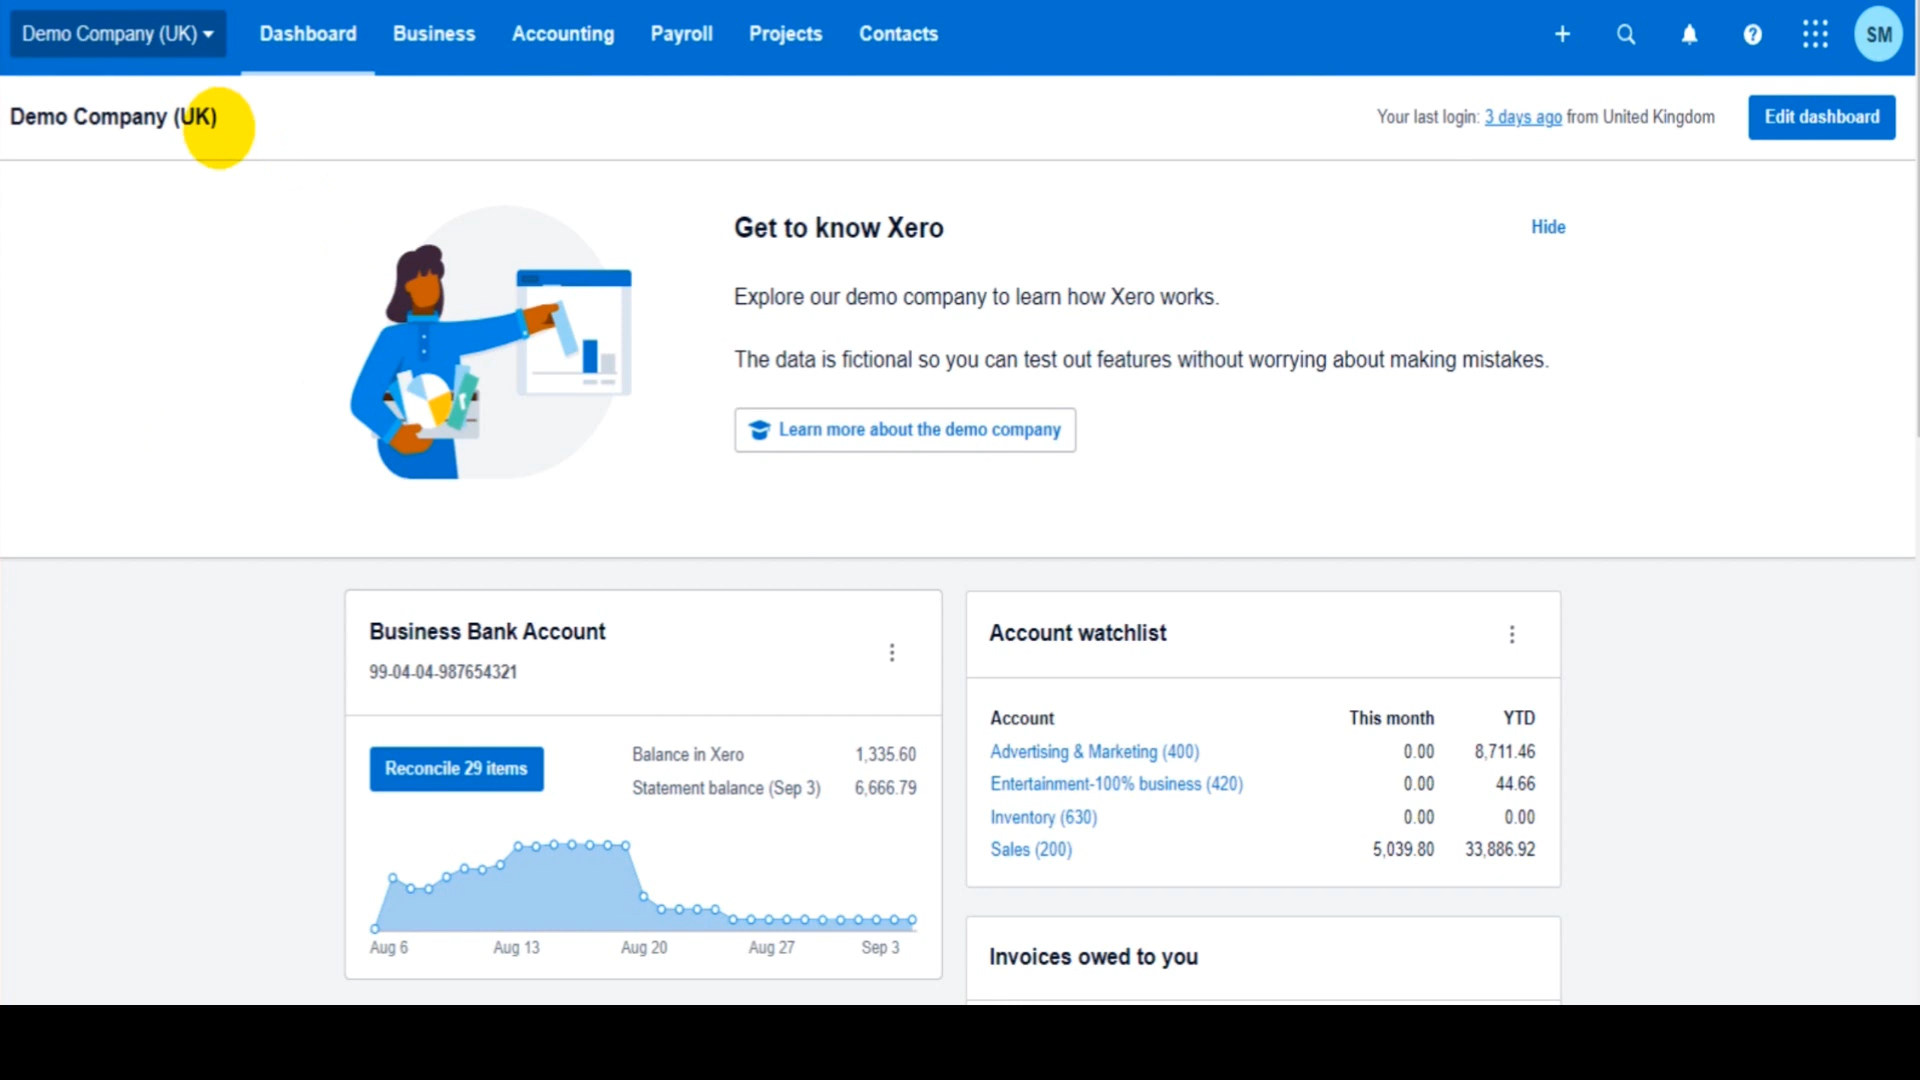 Demo Company (UK)
Dashboard
Business
Accounting
Payroll
Projects
Contacts
SM
Demo Company (UK)
Your last login: 3 days ago from United Kingdom
Edit dashboard
Get to know Xero
Hide
Explore our demo company to learn how Xero works.
The data is fictional so you can test out features without worrying about making mistakes.
Learn more about the demo company
Business Bank Account
99-04-04-987654321
Reconcile 29 items
Balance in Xero 1,335.60
Statement balance (Sep 3) 6,666.79
Aug 6 Aug 13 Aug 20 Aug 27 Sep 3
Account watchlist
Account This month YTD
Advertising & Marketing (400) 0.00 8,711.46
Entertainment-100% business (420) 0.00 44.66
Inventory (630) 0.00 0.00
Sales (200) 5,039.80 33,886.92
Invoices owed to you